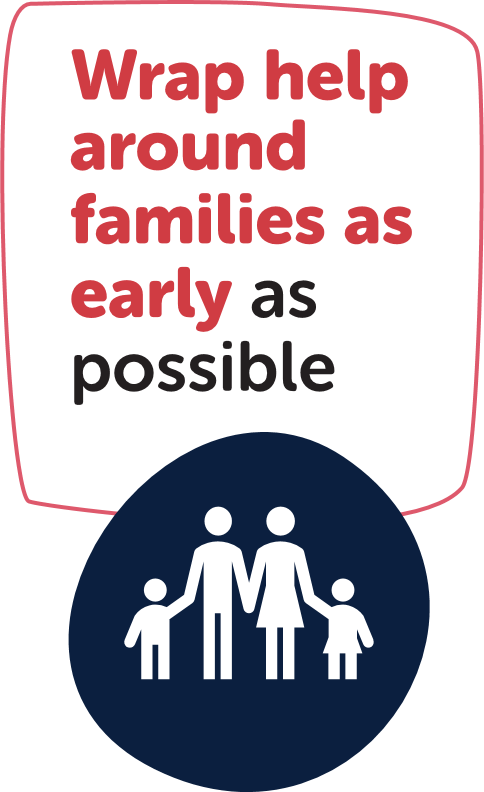 Wrap help
around
families as
early as
possible